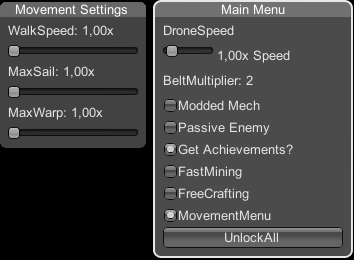 Movement Settings
WalkSpeed: 1,00x
MaxSail: 1,00x
MaxWarp: 1,00x
Main Menu
DroneSpeed
1,00x Speed
BeltMultiplier: 2
Modded Mech
Passive Enemy
Get Achievements?
FastMining
FreeCrafting
MovementMenu
UnlockAll